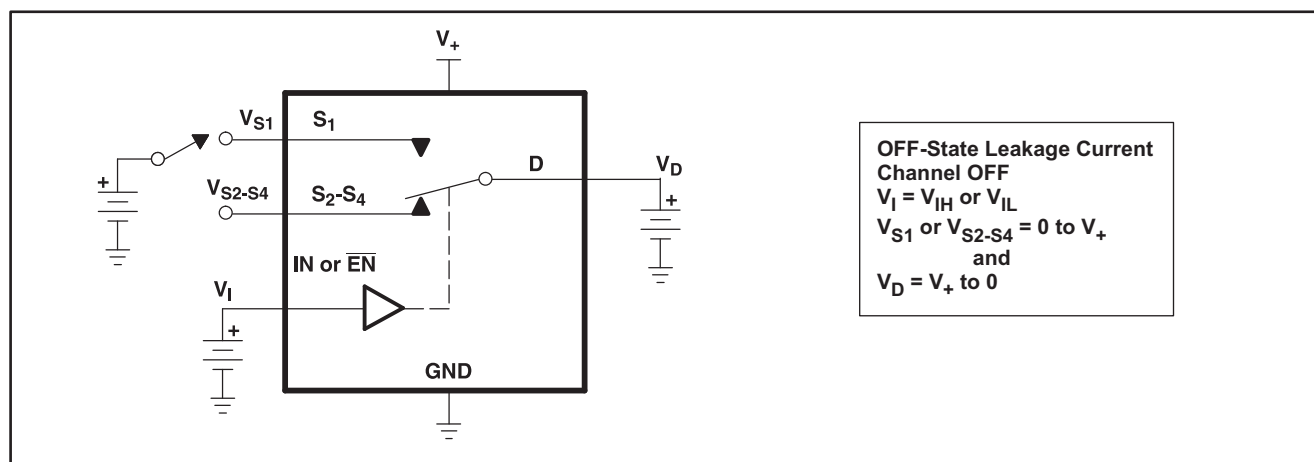 V+
VS1
S1
+
VS2-S4
S2-S4
D
VD
+
IN or EN
VI
+
GND
OFF-State Leakage Current
Channel OFF
VI = VIH or VIL
VS1 or VS2-S4 = 0 to V+
and
VD = V+ to 0